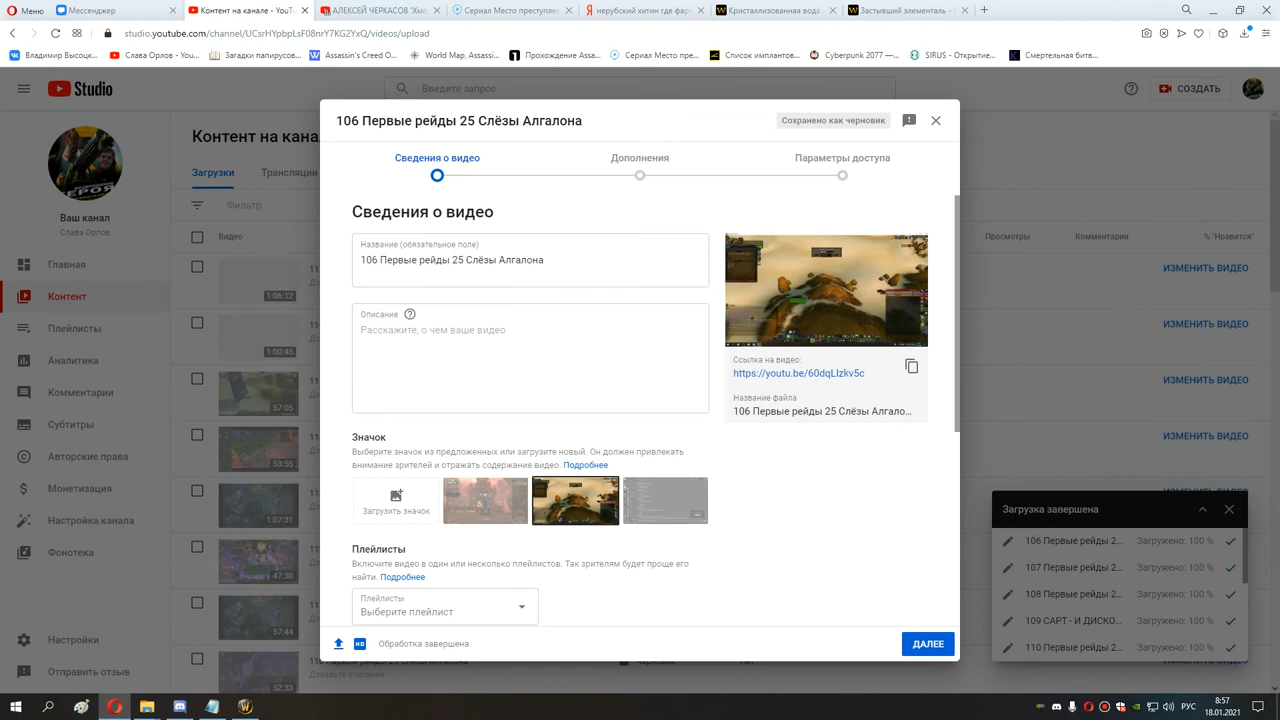 Меню
Мессенджер
Контент на канале - YouTu
АЛЕКСЕЙ ЧЕРКАСОВ "Хме
Сериал Место преступлен
нерубский хитин где фар
Кристаллизованная вода
Застывший элементаль -
studio.youtube.com/channel/UCsrHYpbpLsF08nrY7KG2YxQ/videos/upload
Владимир Высоцк...
Слава Орлов - You...
Загадки папирусов...
Assassin's Creed O...
World Map, Assassi...
Прохождение Assa...
Сериал Место пре...
Список имплантов...
Cyberpunk 2077 —...
SIRUS - Открытие...
Смертельная битв...
Studio
Введите запрос
СОЗДАТЬ
Ваш канал
Слава Орлов
Главная
Контент
Плейлисты
Аналитика
Комментарии
Субтитры
Авторские права
Монетизация
Настройка канала
Фонотека
Настройки
Отправить отзыв
Контент на кана
Загрузки
Трансляции
Фильтр
Видео
Просмотры
Комментарии
% "Нравится"
1:06:12
1:00:45
57:05
53:55
1:07:31
47:30
57:44
52:33
ИЗМЕНИТЬ ВИДЕО
ИЗМЕНИТЬ ВИДЕО
ИЗМЕНИТЬ ВИДЕО
ИЗМЕНИТЬ ВИДЕО
106 Первые рейды 25 Слёзы Алгалона
Сохранено как черновик
Сведения о видео
Дополнения
Параметры доступа
Сведения о видео
Название (обязательное поле)
106 Первые рейды 25 Слёзы Алгалона
Описание
Расскажите, о чем ваше видео
Ссылка на видео:
https://youtu.be/60dqLIzkv5c
Название файла
106 Первые рейды 25 Слёзы Алгало...
Значок
Выберите значок из предложенных или загрузите новый. Он должен привлекать
внимание зрителей и отражать содержание видео. Подробнее
Загрузить значок
Плейлисты
Включите видео в один или несколько плейлистов. Так зрителям будет проще его
найти. Подробнее
Плейлисты
Выберите плейлист
HD
Обработка завершена
ДАЛЕЕ
Загрузка завершена
106 Первые рейды 2... Загружено: 100 %
107 Первые рейды 2... Загружено: 100 %
108 Первые рейды 2... Загружено: 100 %
109 САРТ - И ДИСКО... Загружено: 100 %
110 Первые рейды 2... Загружено: 100 %
РУС
8:57
18.01.2021